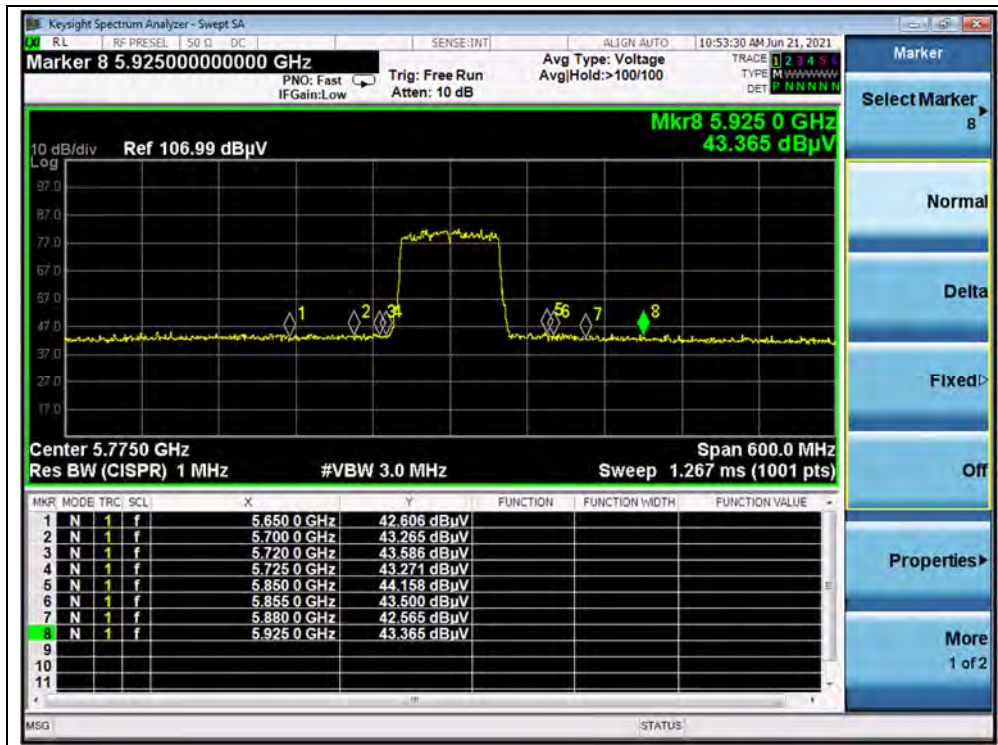 Keysight Spectrum Analyzer - Swept SA
LXI RL RF PRESEL 50 Ω DC SENSE:INT ALIGN AUTO 10:53:30 AM Jun 21, 2021
Marker 8 5.925000000000 GHz
PNO: Fast
IFGain:Low
Trig: Free Run
Atten: 10 dB
Avg Type: Voltage
Avg|Hold:>100/100
TRACE 1 2 3 4 5 6
TYPE M WWWWW
DET P NNNNN
Mkr8 5.925 0 GHz
43.365 dBµV
10 dB/div Ref 106.99 dBµV
Log
97.0
87.0
77.0
67.0
57.0
47.0
37.0
27.0
17.0
1 2 3 4 5 6 7 8
Center 5.7750 GHz Span 600.0 MHz
Res BW (CISPR) 1 MHz #VBW 3.0 MHz Sweep 1.267 ms (1001 pts)
MKR MODE TRC SCL X Y FUNCTION FUNCTION WIDTH FUNCTION VALUE
1 N 1 f 5.650 0 GHz 42.606 dBµV
2 N 1 f 5.700 0 GHz 43.265 dBµV
3 N 1 f 5.720 0 GHz 43.586 dBµV
4 N 1 f 5.725 0 GHz 43.271 dBµV
5 N 1 f 5.850 0 GHz 44.158 dBµV
6 N 1 f 5.855 0 GHz 43.500 dBµV
7 N 1 f 5.880 0 GHz 42.565 dBµV
8 N 1 f 5.925 0 GHz 43.365 dBµV
9
10
11
MSG STATUS
Marker
Select Marker
8
Normal
Delta
Fixed
Off
Properties
More
1 of 2